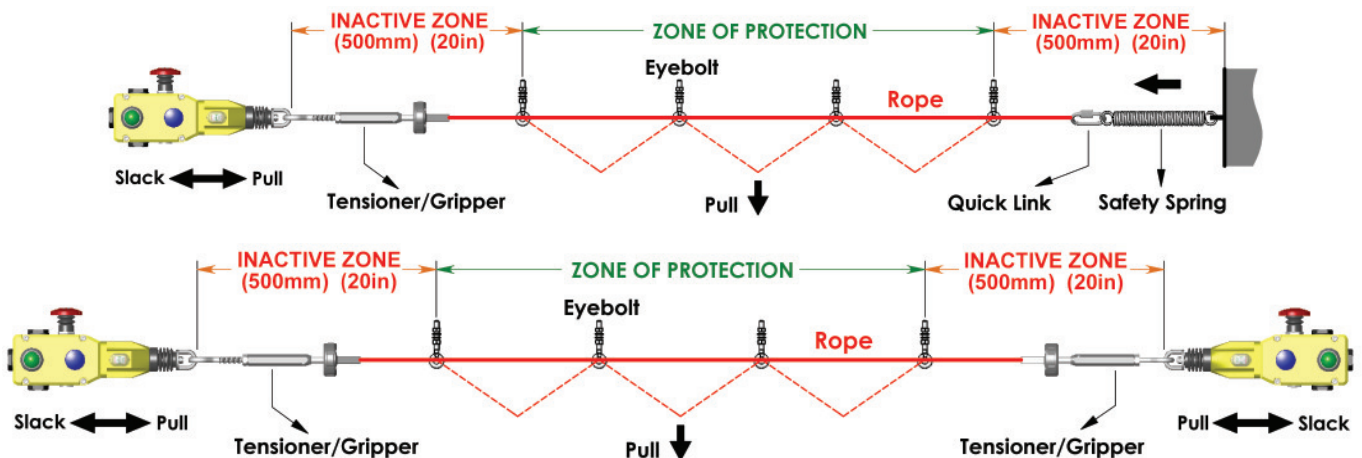 INACTIVE ZONE
(500mm) (20in)
ZONE OF PROTECTION
INACTIVE ZONE
(500mm) (20in)
Eyebolt
Rope
Slack Pull
Tensioner/Gripper
Pull
Quick Link
Safety Spring
INACTIVE ZONE
(500mm) (20in)
ZONE OF PROTECTION
INACTIVE ZONE
(500mm) (20in)
Eyebolt
Rope
Slack Pull
Tensioner/Gripper
Pull
Tensioner/Gripper
Pull Slack